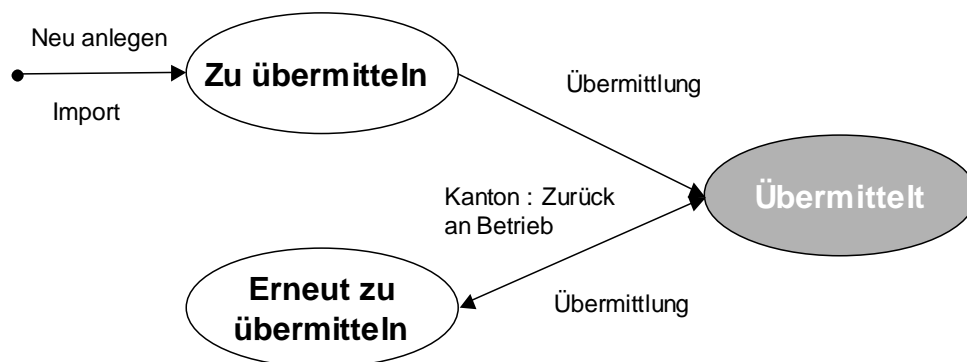 Neu anlegen
Import
Zu übermitteln
Übermittlung
Übermittelt
Kanton : Zurück
an Betrieb
Erneut zu
übermitteln
Übermittlung